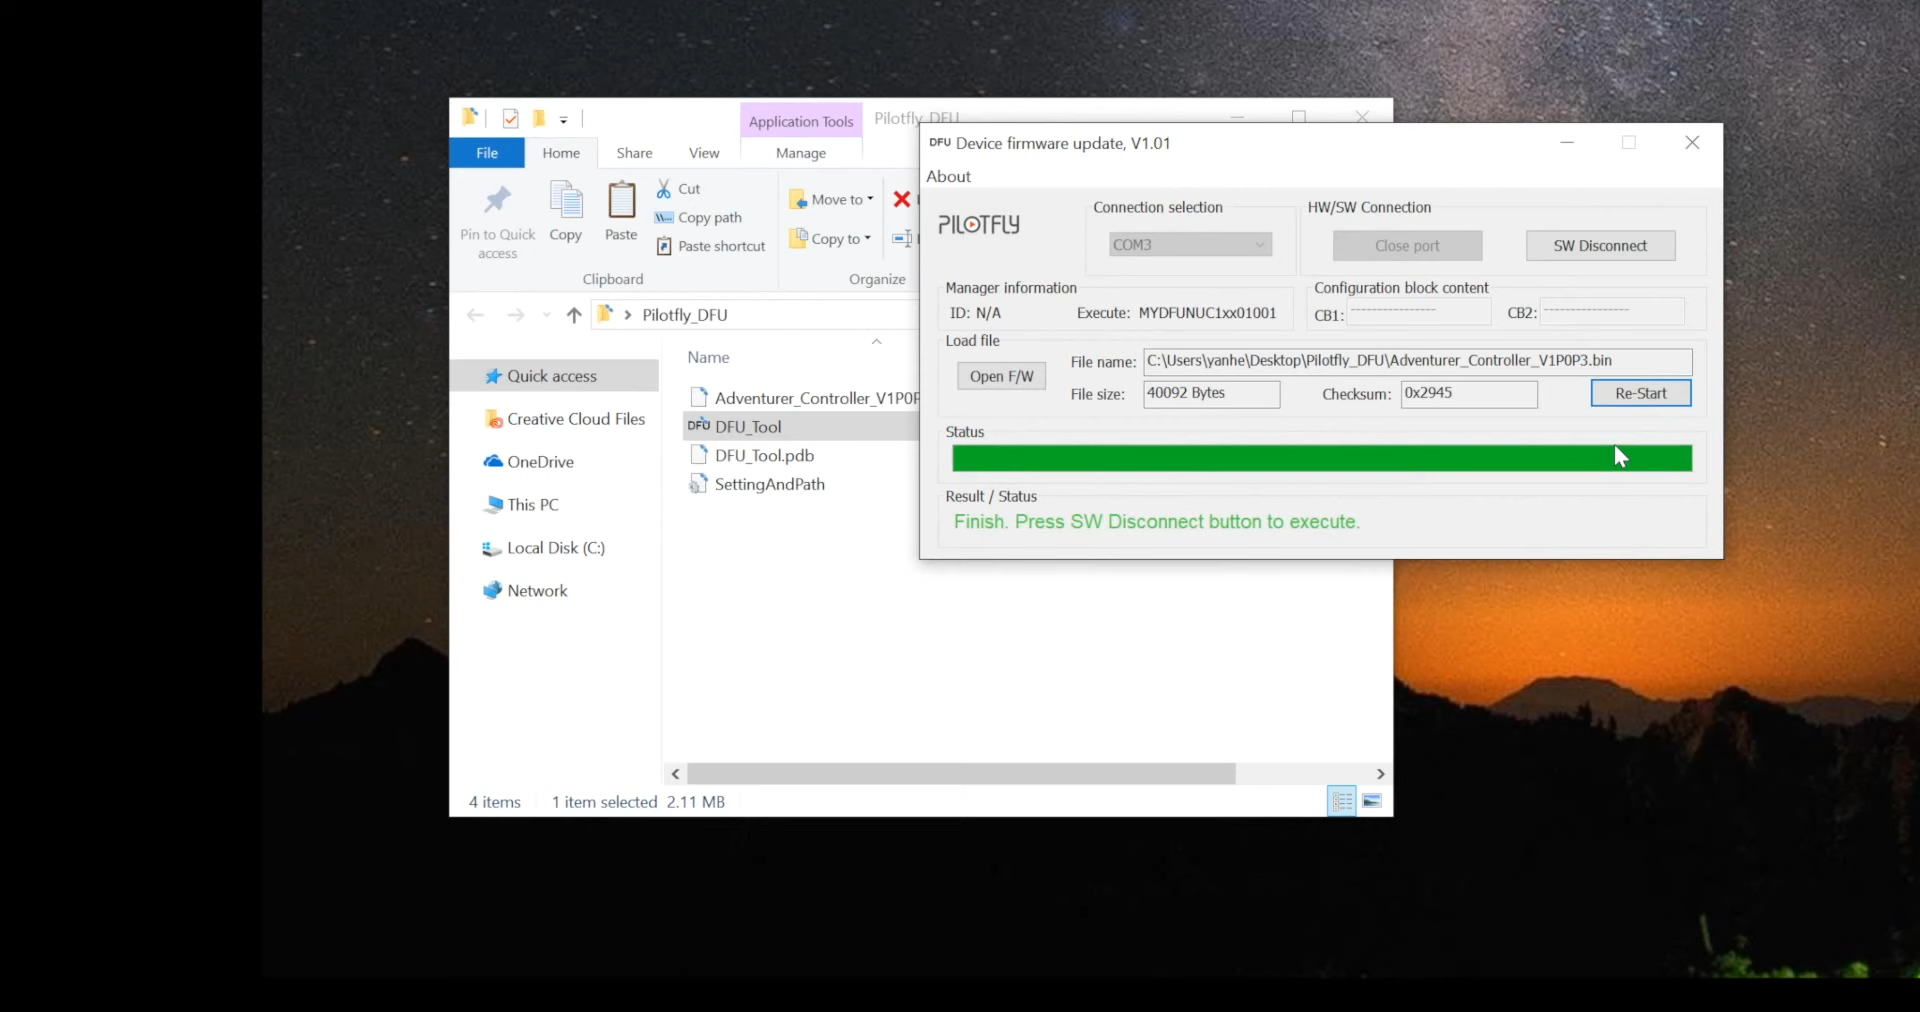 Application Tools
Pilotfly_DFU
File
Home
Share
View
Manage
Pin to Quick
access
Copy
Paste
Cut
Copy path
Paste shortcut
Move to
Copy to
Clipboard
Organize
Pilotfly_DFU
Name
Quick access
Creative Cloud Files
OneDrive
This PC
Local Disk (C:)
Network
Adventurer_Controller_V1P0P
DFU DFU_Tool
DFU_Tool.pdb
SettingAndPath
4 items
1 item selected 2.11 MB
DFU Device firmware update, V1.01
About
PILOTFLY
Connection selection
COM3
HW/SW Connection
Close port
SW Disconnect
Manager information
ID: N/A
Execute: MYDFUNUC1xx01001
Configuration block content
CB1: ----------------
CB2: ----------------
Load file
Open F/W
File name: C:\Users\yanhe\Desktop\Pilotfly_DFU\Adventurer_Controller_V1P0P3.bin
File size: 40092 Bytes
Checksum: 0x2945
Re-Start
Status
Result / Status
Finish. Press SW Disconnect button to execute.